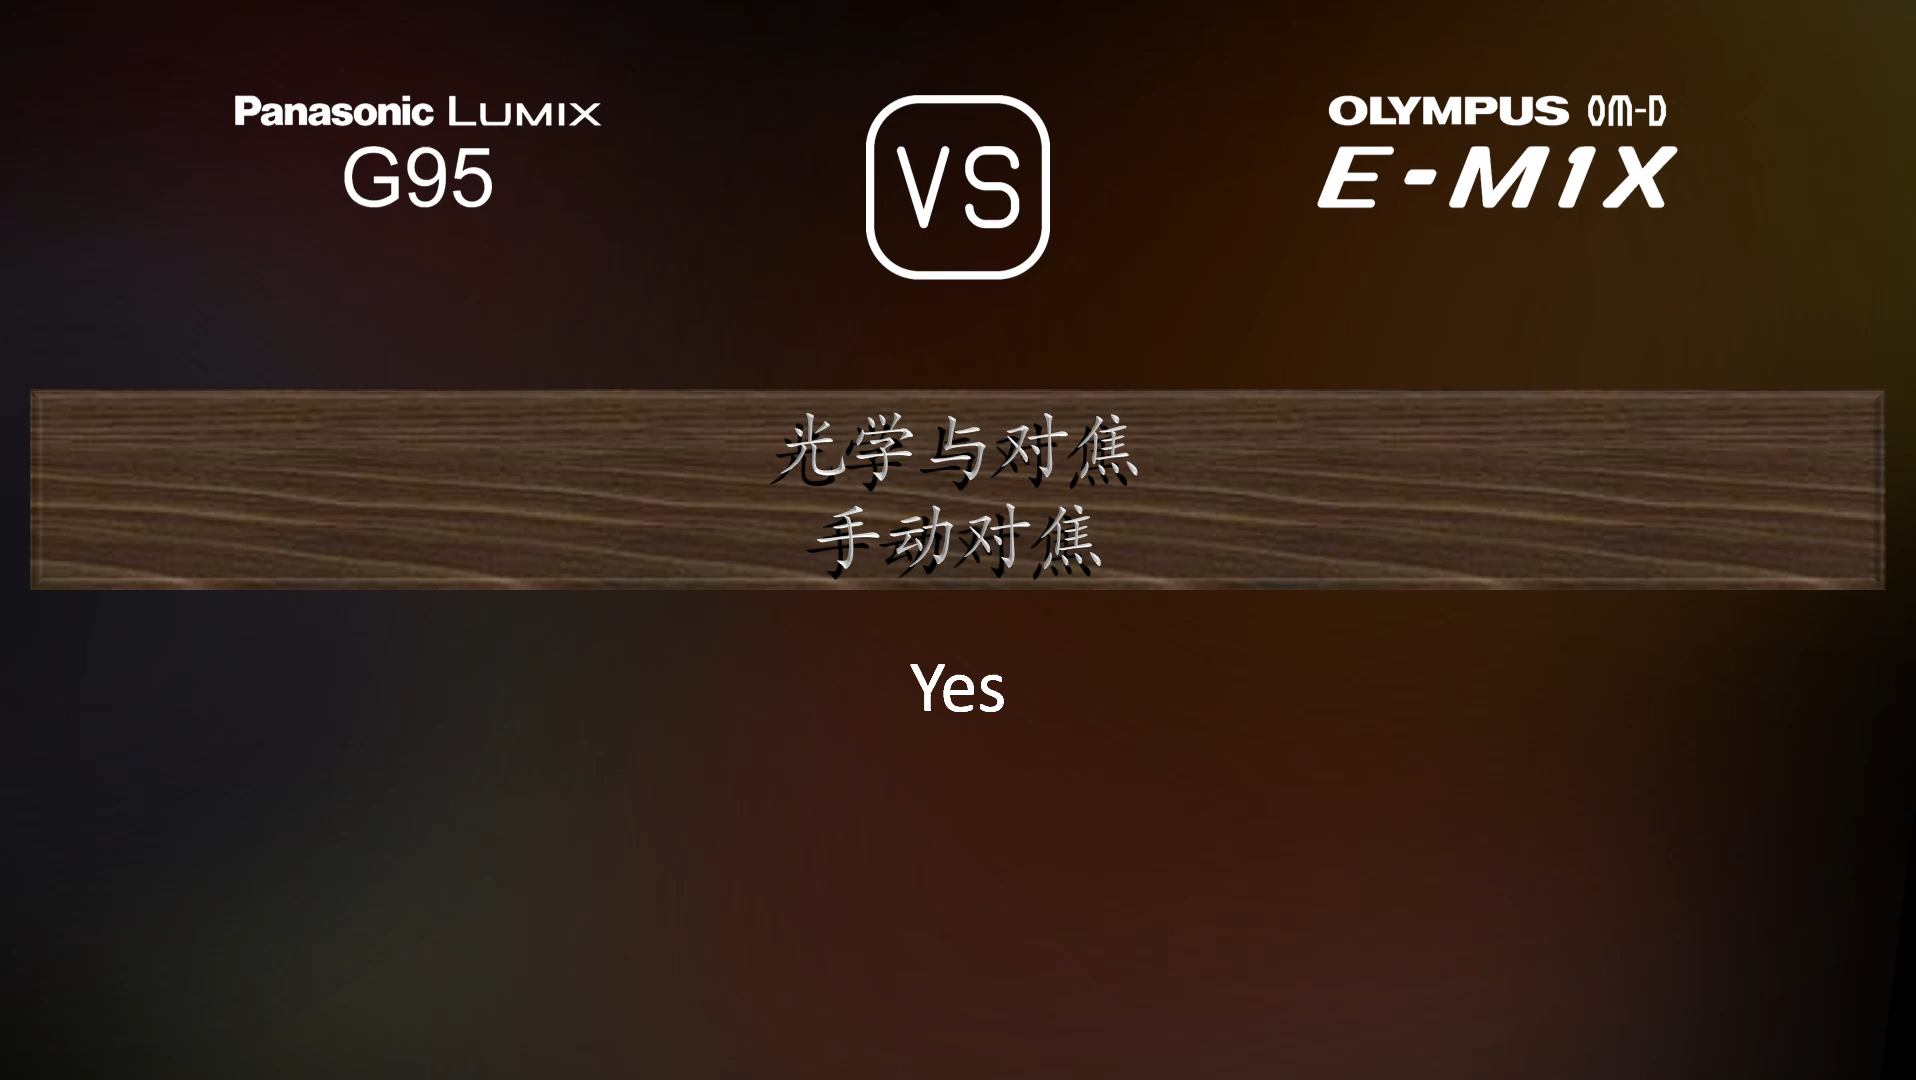 Panasonic LUMIX
G95
VS
OLYMPUS OM-D
E-M1X
光学与对焦
手动对焦
Yes